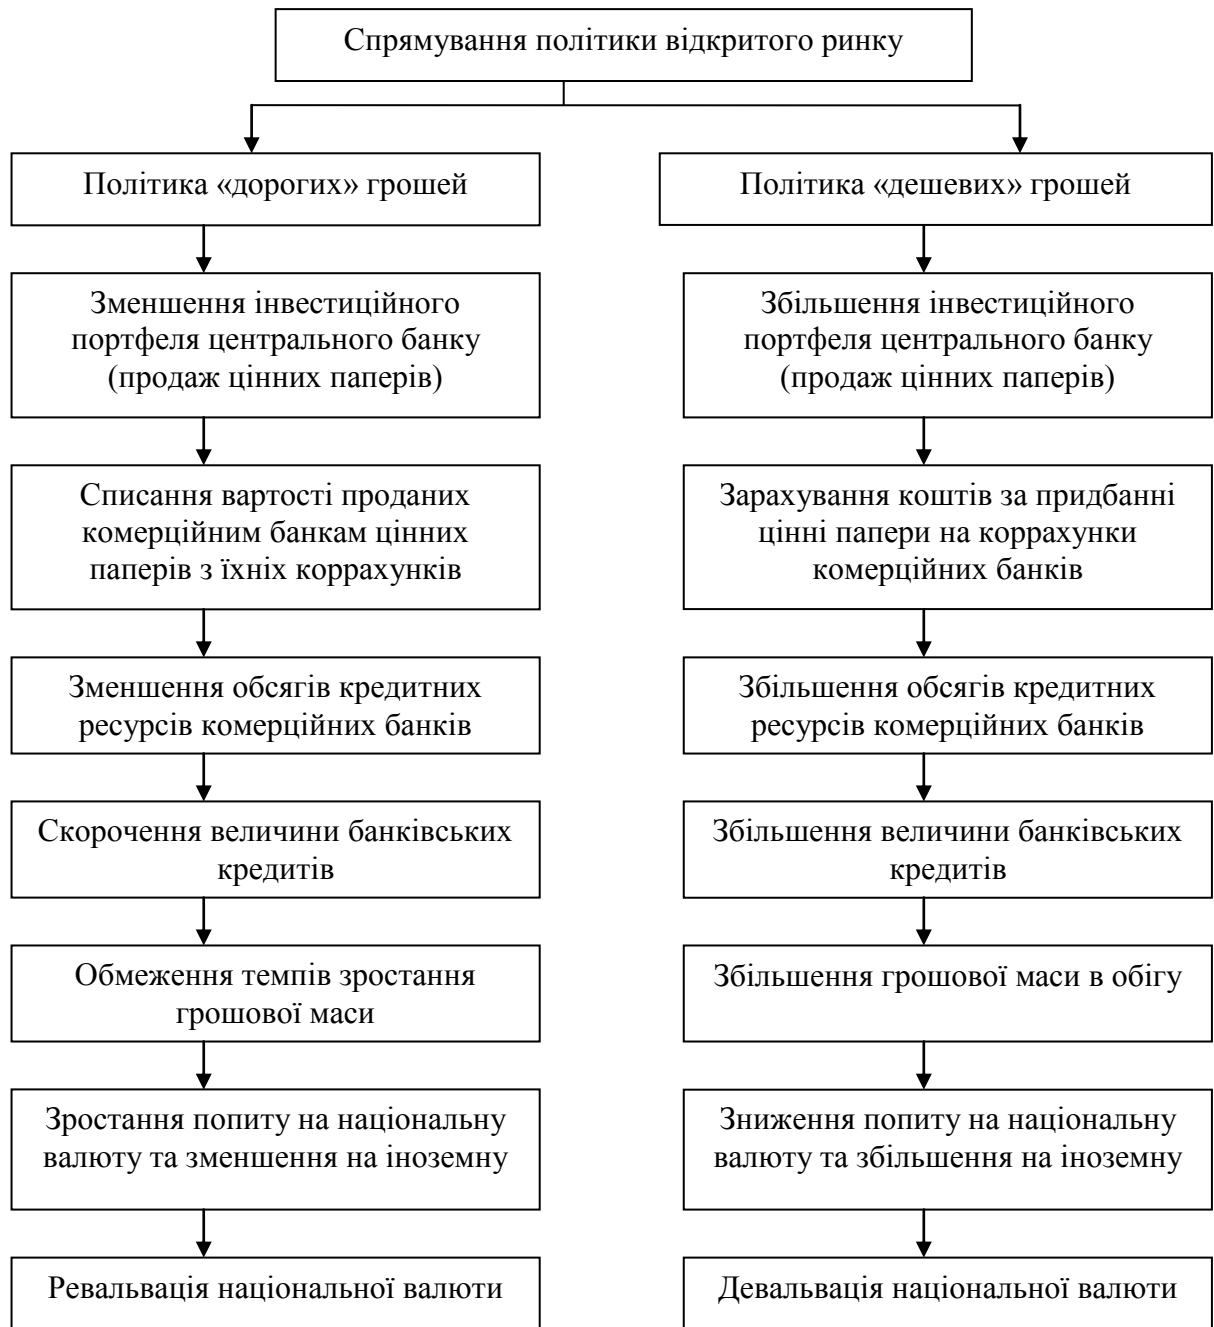 Спрямування політики відкритого ринку
Політика «дорогих» грошей
Політика «дешевих» грошей
Зменшення інвестиційного
портфеля центрального банку
(продаж цінних паперів)
Збільшення інвестиційного
портфеля центрального банку
(продаж цінних паперів)
Списання вартості проданих
комерційним банкам цінних
паперів з їхніх коррахунків
Зарахування коштів за придбанні
цінні папери на коррахунки
комерційних банків
Зменшення обсягів кредитних
ресурсів комерційних банків
Збільшення обсягів кредитних
ресурсів комерційних банків
Скорочення величини банківських
кредитів
Збільшення величини банківських
кредитів
Обмеження темпів зростання
грошової маси
Збільшення грошової маси в обігу
Зростання попиту на національну
валюту та зменшення на іноземну
Зниження попиту на національну
валюту та збільшення на іноземну
Ревальвація національної валюти
Девальвація національної валюти